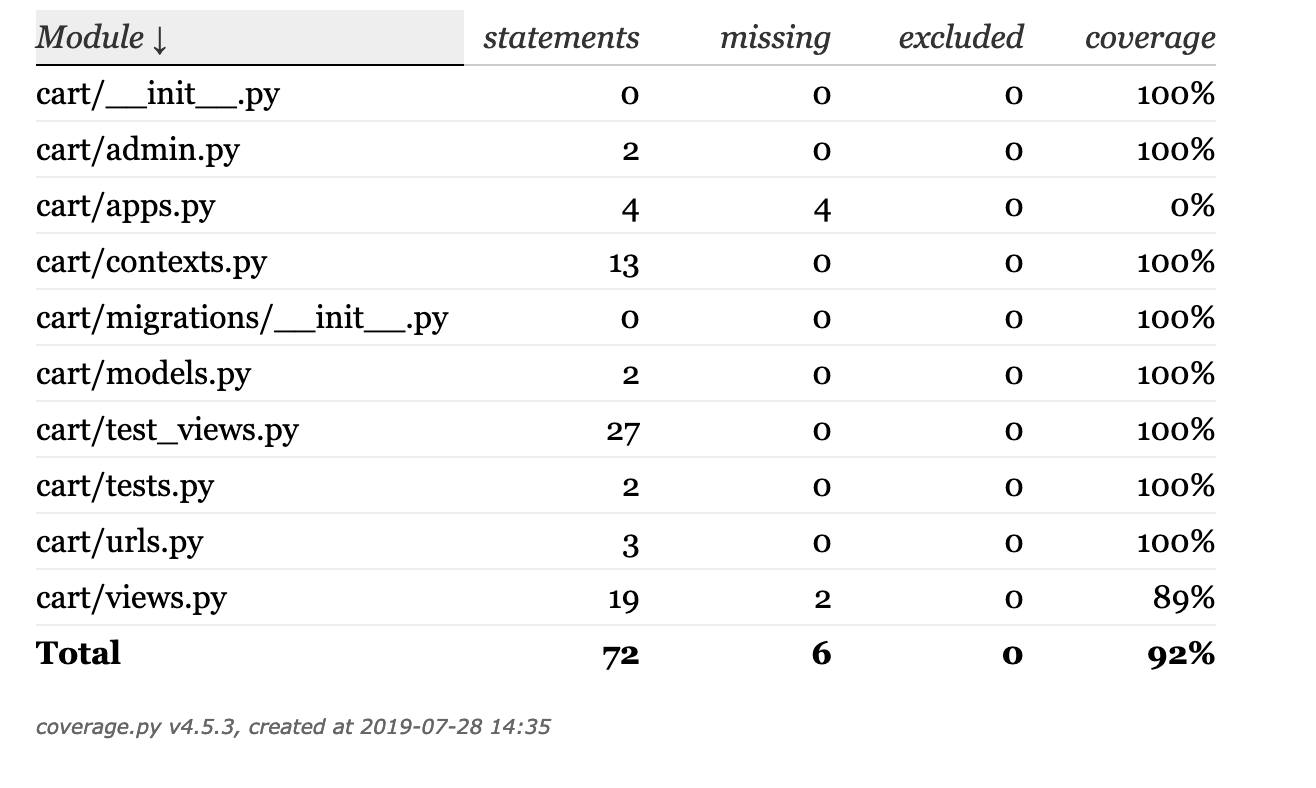 Module ↓ statements missing excluded coverage
cart/__init__.py 0 0 0 100%
cart/admin.py 2 0 0 100%
cart/apps.py 4 4 0 0%
cart/contexts.py 13 0 0 100%
cart/migrations/__init__.py 0 0 0 100%
cart/models.py 2 0 0 100%
cart/test_views.py 27 0 0 100%
cart/tests.py 2 0 0 100%
cart/urls.py 3 0 0 100%
cart/views.py 19 2 0 89%
Total 72 6 0 92%
coverage.py v4.5.3, created at 2019-07-28 14:35